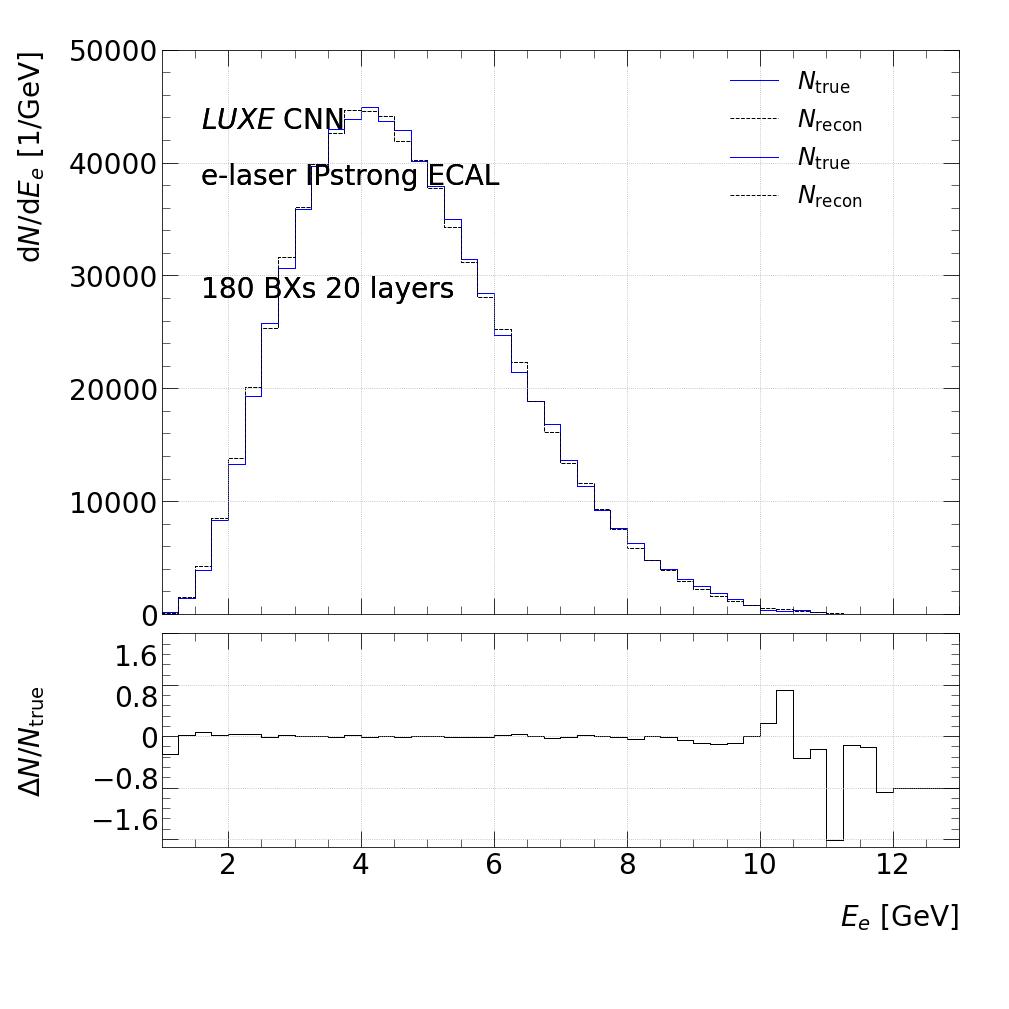 dN/dE_e [1/GeV]
50000
40000
30000
20000
10000
0
LUXE CNN
e-laser IPstrong ECAL
180 BXs 20 layers
N_true
N_recon
N_true
N_recon
ΔN/N_true
1.6
0.8
0
−0.8
−1.6
2 4 6 8 10 12
E_e [GeV]